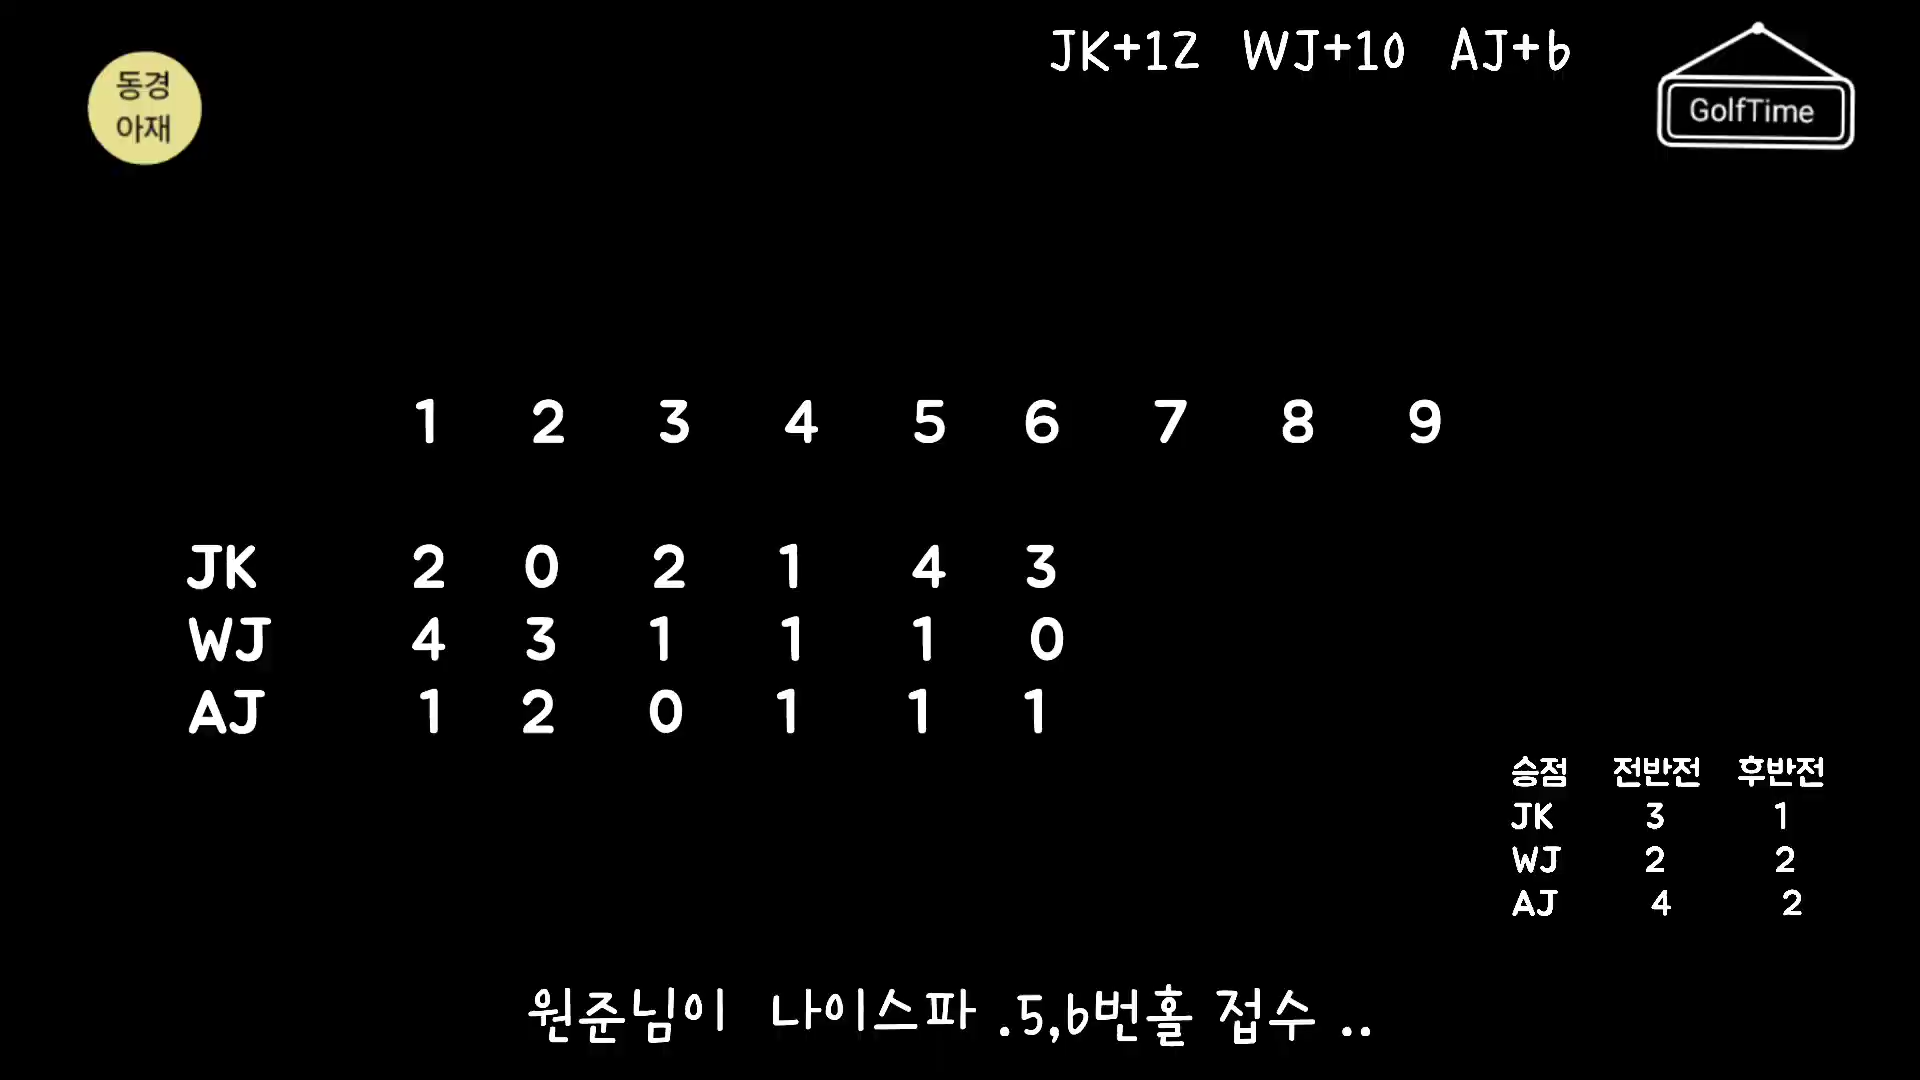 동경
아재
JK+12 WJ+10 AJ+6
GolfTime
1 2 3 4 5 6 7 8 9
JK 2 0 2 1 4 3
WJ 4 3 1 1 1 0
AJ 1 2 0 1 1 1
승점 전반전 후반전
JK 3 1
WJ 2 2
AJ 4 2
원준님이 나이스파 .5,6번홀 접수 ..